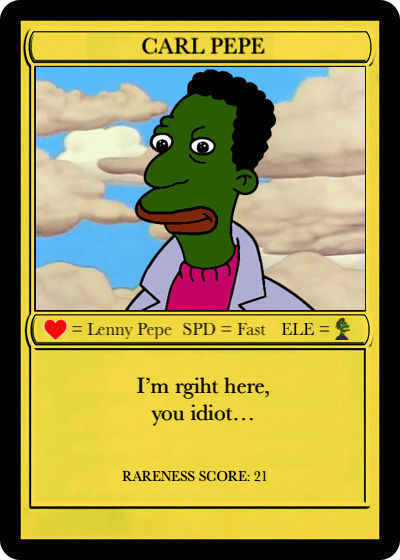 CARL PEPE
= Lenny Pepe SPD = Fast ELE =
I'm rgiht here,
you idiot...
RARENESS SCORE: 21